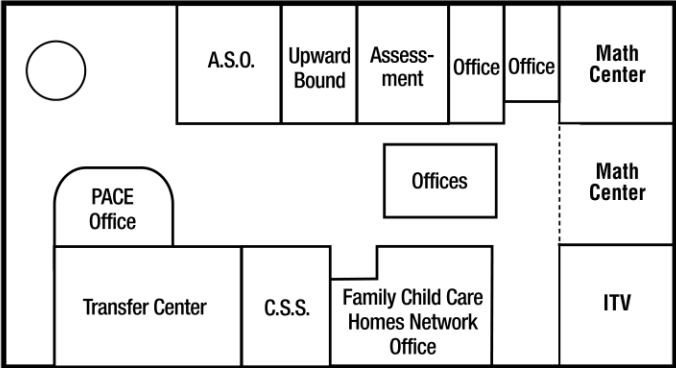 A.S.O.
Upward
Bound
Assess-
ment
Office
Office
Math
Center
Offices
Math
Center
PACE
Office
Transfer Center
C.S.S.
Family Child Care
Homes Network
Office
ITV